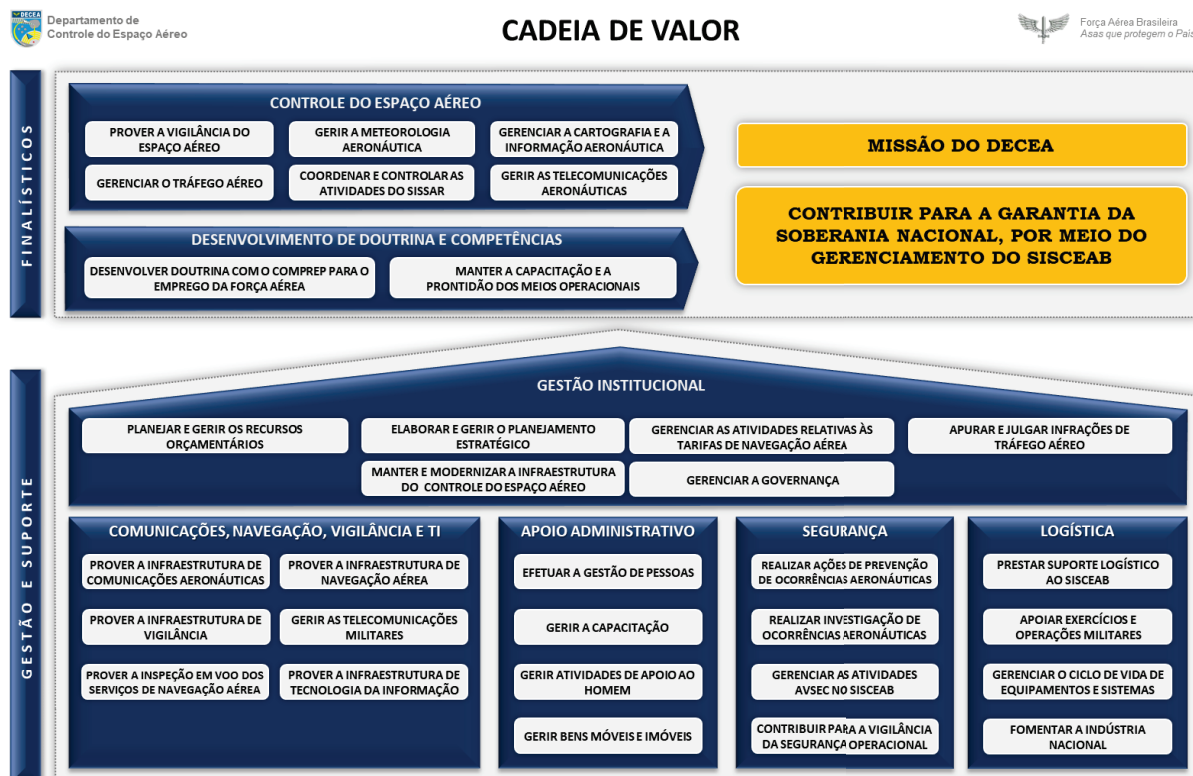 DECEA
Departamento de
Controle do Espaço Aéreo
CADEIA DE VALOR
Força Aérea Brasileira
Asas que protegem o País
FINALÍSTICOS
CONTROLE DO ESPAÇO AÉREO
PROVER A VIGILÂNCIA DO
ESPAÇO AÉREO
GERIR A METEOROLOGIA
AERONÁUTICA
GERENCIAR A CARTOGRAFIA E A
INFORMAÇÃO AERONÁUTICA
GERENCIAR O TRÁFEGO AÉREO
COORDENAR E CONTROLAR AS
ATIVIDADES DO SISSAR
GERIR AS TELECOMUNICAÇÕES
AERONÁUTICAS
DESENVOLVIMENTO DE DOUTRINA E COMPETÊNCIAS
DESENVOLVER DOUTRINA COM O COMPREP PARA O
EMPREGO DA FORÇA AÉREA
MANTER A CAPACITAÇÃO E A
PRONTIDÃO DOS MEIOS OPERACIONAIS
MISSÃO DO DECEA
CONTRIBUIR PARA A GARANTIA DA
SOBERANIA NACIONAL, POR MEIO DO
GERENCIAMENTO DO SISCEAB
GESTÃO E SUPORTE
GESTÃO INSTITUCIONAL
PLANEJAR E GERIR OS RECURSOS
ORÇAMENTÁRIOS
ELABORAR E GERIR O PLANEJAMENTO
ESTRATÉGICO
GERENCIAR AS ATIVIDADES RELATIVAS ÀS
TARIFAS DE NAVEGAÇÃO AÉREA
APURAR E JULGAR INFRAÇÕES DE
TRÁFEGO AÉREO
MANTER E MODERNIZAR A INFRAESTRUTURA
DO CONTROLE DO ESPAÇO AÉREO
GERENCIAR A GOVERNANÇA
COMUNICAÇÕES, NAVEGAÇÃO, VIGILÂNCIA E TI
PROVER A INFRAESTRUTURA DE
COMUNICAÇÕES AERONÁUTICAS
PROVER A INFRAESTRUTURA DE
NAVEGAÇÃO AÉREA
PROVER A INFRAESTRUTURA DE
VIGILÂNCIA
GERIR AS TELECOMUNICAÇÕES
MILITARES
PROVER A INSPEÇÃO EM VOO DOS
SERVIÇOS DE NAVEGAÇÃO AÉREA
PROVER A INFRAESTRUTURA DE
TECNOLOGIA DA INFORMAÇÃO
APOIO ADMINISTRATIVO
EFETUAR A GESTÃO DE PESSOAS
GERIR A CAPACITAÇÃO
GERIR ATIVIDADES DE APOIO AO
HOMEM
GERIR BENS MÓVEIS E IMÓVEIS
SEGURANÇA
REALIZAR AÇÕES DE PREVENÇÃO
DE OCORRÊNCIAS AERONÁUTICAS
REALIZAR INVESTIGAÇÃO DE
OCORRÊNCIAS AERONÁUTICAS
GERENCIAR AS ATIVIDADES
AVSEC NO SISCEAB
CONTRIBUIR PARA A VIGILÂNCIA
DA SEGURANÇA OPERACIONAL
LOGÍSTICA
PRESTAR SUPORTE LOGÍSTICO
AO SISCEAB
APOIAR EXERCÍCIOS E
OPERAÇÕES MILITARES
GERENCIAR O CICLO DE VIDA DE
EQUIPAMENTOS E SISTEMAS
FOMENTAR A INDÚSTRIA
NACIONAL